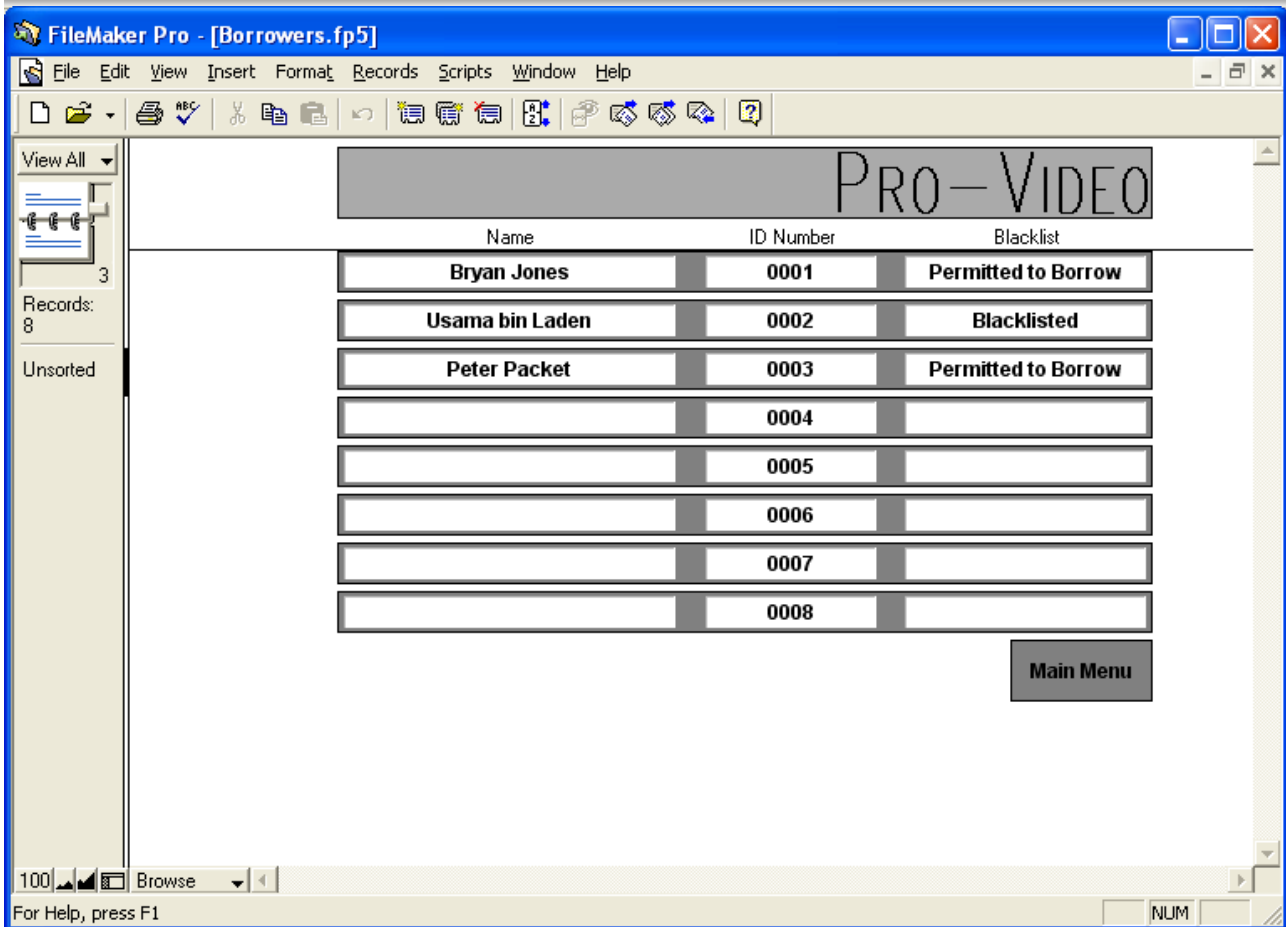 FileMaker Pro - [Borrowers.fp5]
File Edit View Insert Format Records Scripts Window Help
ABC
View All
3
Records:
8
Unsorted
PRO-VIDEO
Name ID Number Blacklist
Bryan Jones 0001 Permitted to Borrow
Usama bin Laden 0002 Blacklisted
Peter Packet 0003 Permitted to Borrow
0004
0005
0006
0007
0008
Main Menu
100 Browse
For Help, press F1 NUM